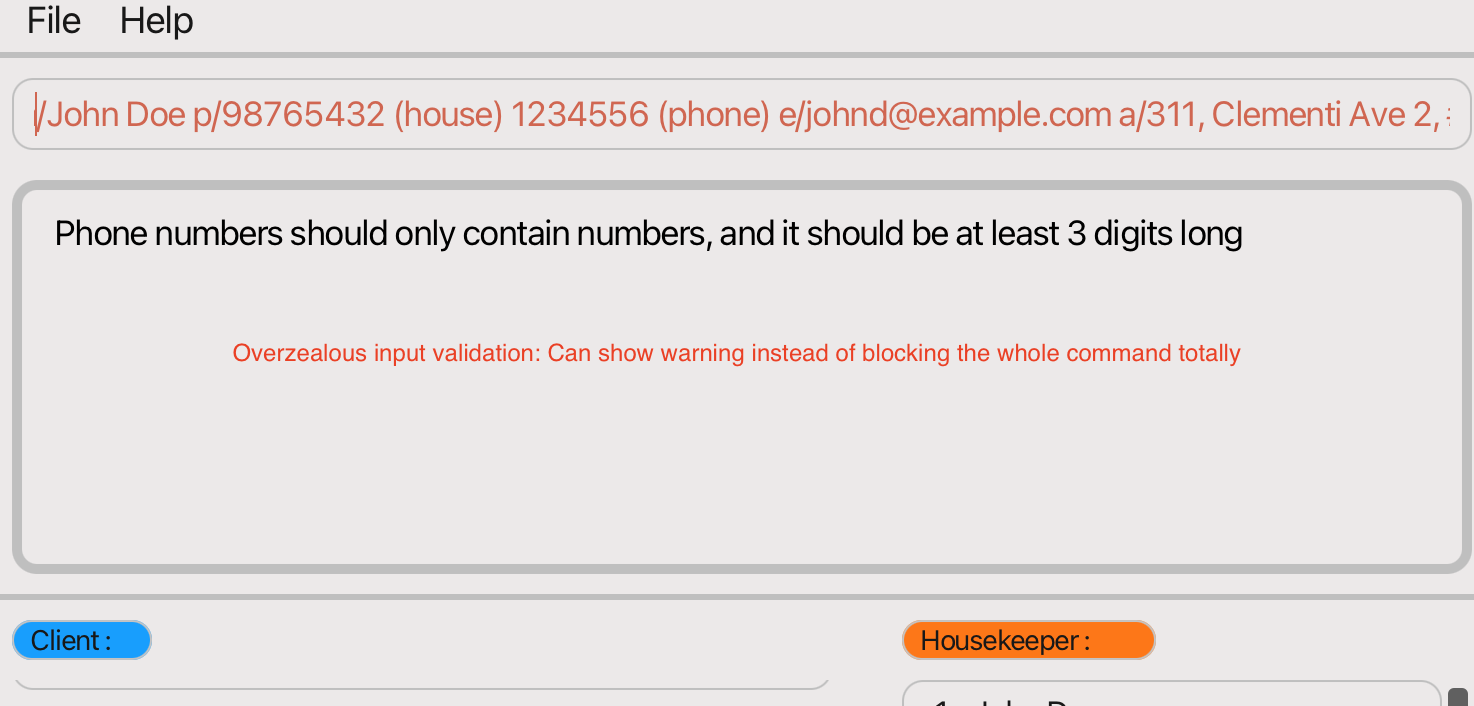 File Help
/John Doe p/98765432 (house) 1234556 (phone) e/johnd@example.com a/311, Clementi Ave 2,
Phone numbers should only contain numbers, and it should be at least 3 digits long
Overzealous input validation: Can show warning instead of blocking the whole command totally
Client :
Housekeeper :